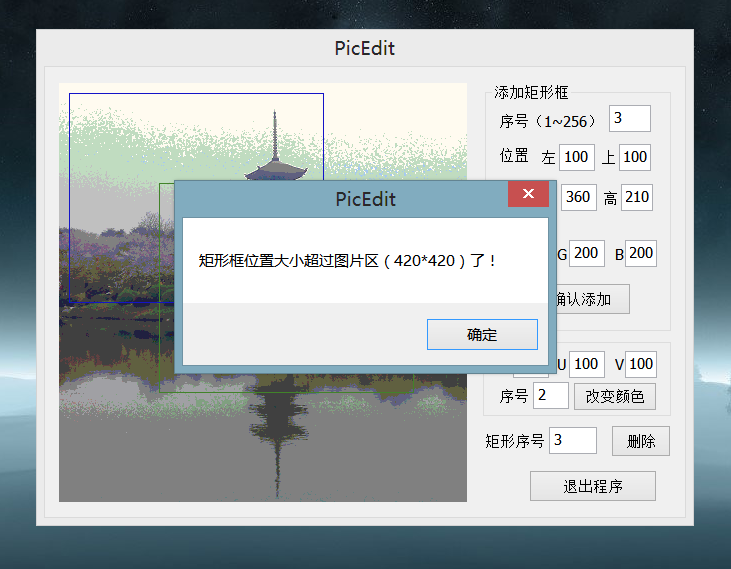 PicEdit
添加矩形框
序号（1~256） 3
位置 左 100 上 100
360 高 210
G 200 B 200
确认添加
U 100 V 100
序号 2 改变颜色
矩形序号 3 删除
退出程序
PicEdit
矩形框位置大小超过图片区（420*420）了！
确定